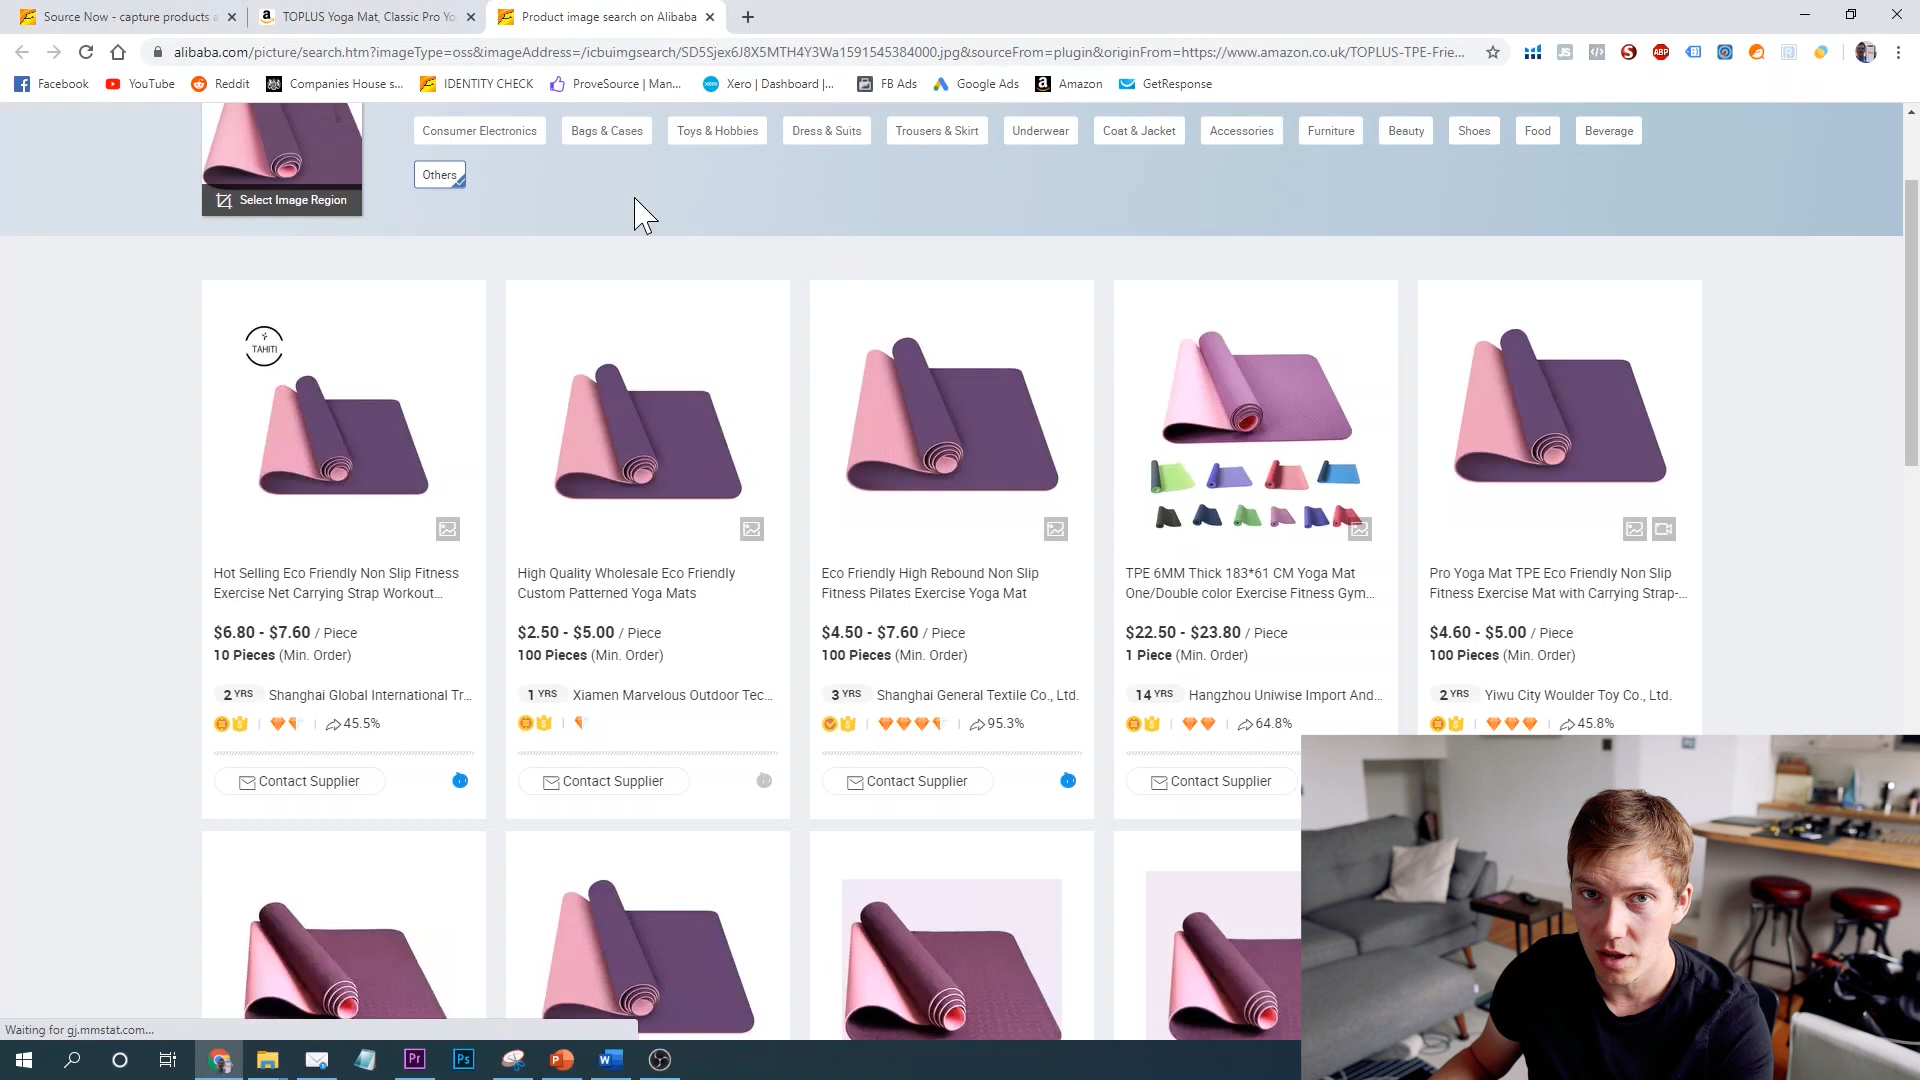 Source Now - capture products a
TOPLUS Yoga Mat, Classic Pro Yo
Product image search on Alibaba
alibaba.com/picture/search.htm?imageType=oss&imageAddress=/icbuimgsearch/SD5Sjex6J8X5MTH4Y3Wa1591545384000.jpg&sourceFrom=plugin&originFrom=https://www.amazon.co.uk/TOPLUS-TPE-Frie...
Facebook YouTube Reddit Companies House s... IDENTITY CHECK ProveSource | Man... Xero | Dashboard |... FB Ads Google Ads Amazon GetResponse
Consumer Electronics Bags & Cases Toys & Hobbies Dress & Suits Trousers & Skirt Underwear Coat & Jacket Accessories Furniture Beauty Shoes Food Beverage
Others
Select Image Region
TAHITI
Hot Selling Eco Friendly Non Slip Fitness
Exercise Net Carrying Strap Workout...
$6.80 - $7.60 / Piece
10 Pieces (Min. Order)
2 YRS Shanghai Global International Tr...
45.5%
Contact Supplier
High Quality Wholesale Eco Friendly
Custom Patterned Yoga Mats
$2.50 - $5.00 / Piece
100 Pieces (Min. Order)
1 YRS Xiamen Marvelous Outdoor Tec...
Contact Supplier
Eco Friendly High Rebound Non Slip
Fitness Pilates Exercise Yoga Mat
$4.50 - $7.60 / Piece
100 Pieces (Min. Order)
3 YRS Shanghai General Textile Co., Ltd.
95.3%
Contact Supplier
TPE 6MM Thick 183*61 CM Yoga Mat
One/Double color Exercise Fitness Gym...
$22.50 - $23.80 / Piece
1 Piece (Min. Order)
14 YRS Hangzhou Uniwise Import And...
64.8%
Contact Supplier
Pro Yoga Mat TPE Eco Friendly Non Slip
Fitness Exercise Mat with Carrying Strap-...
$4.60 - $5.00 / Piece
100 Pieces (Min. Order)
2 YRS Yiwu City Woulder Toy Co., Ltd.
45.8%
Waiting for gj.mmstat.com...
Pr
Ps